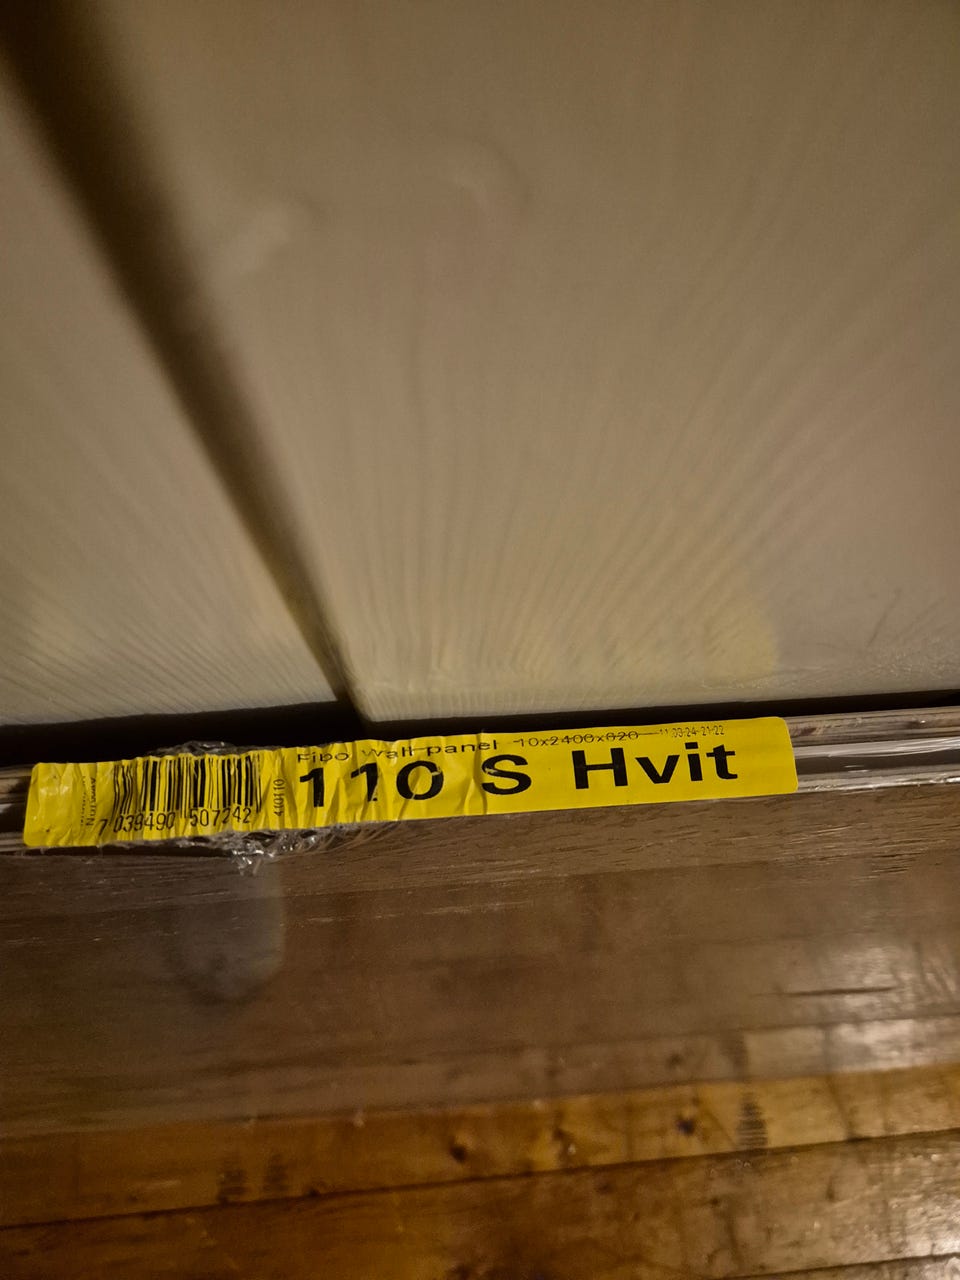 Fibo Wall panel 10x2400x620 11.03-24-21-22
110 S Hvit
7 039490 507242